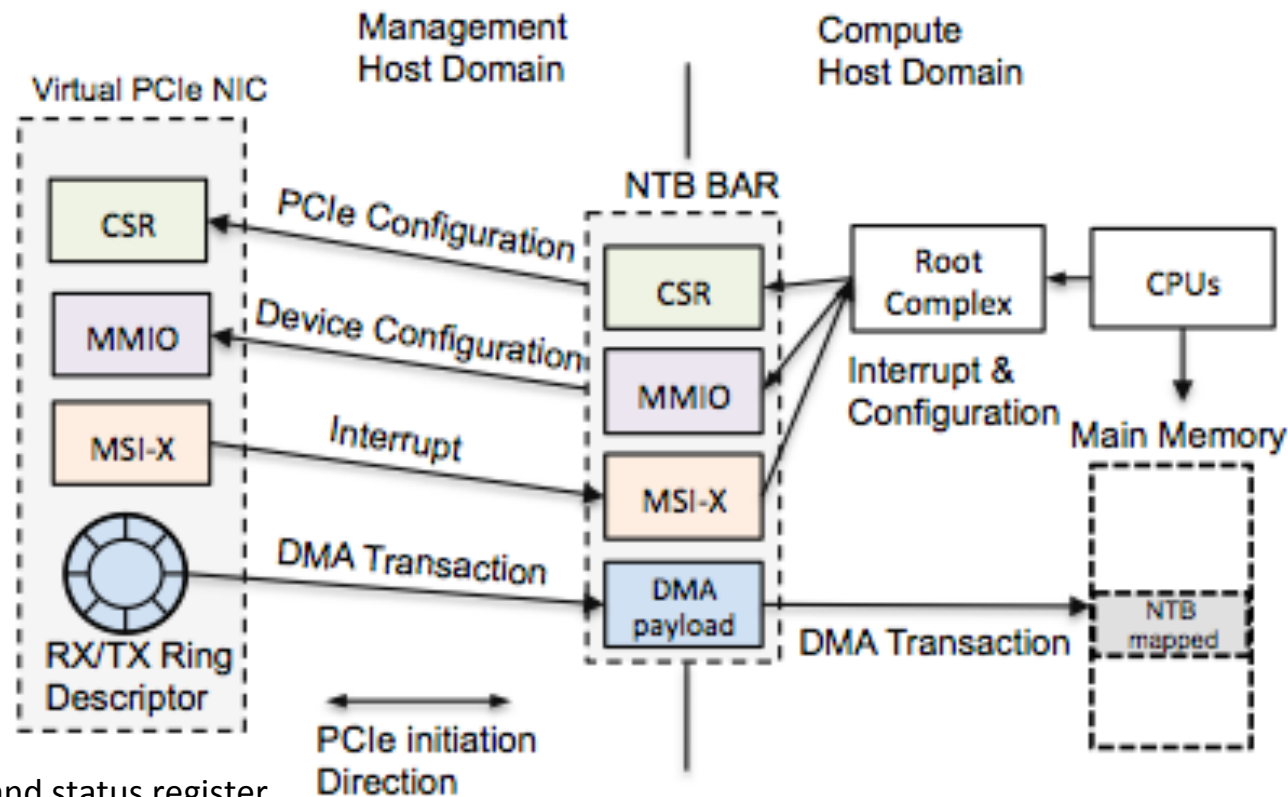 Management
Host Domain
Compute
Host Domain
Virtual PCIe NIC
NTB BAR
CSR
PCIe Configuration
CSR
Root
Complex
CPUs
MMIO
Device Configuration
MMIO
Interrupt &
Configuration
Main Memory
MSI-X
Interrupt
MSI-X
DMA Transaction
DMA
payload
DMA Transaction
NTB
mapped
RX/TX Ring
Descriptor
PCIe initiation
Direction
and status register